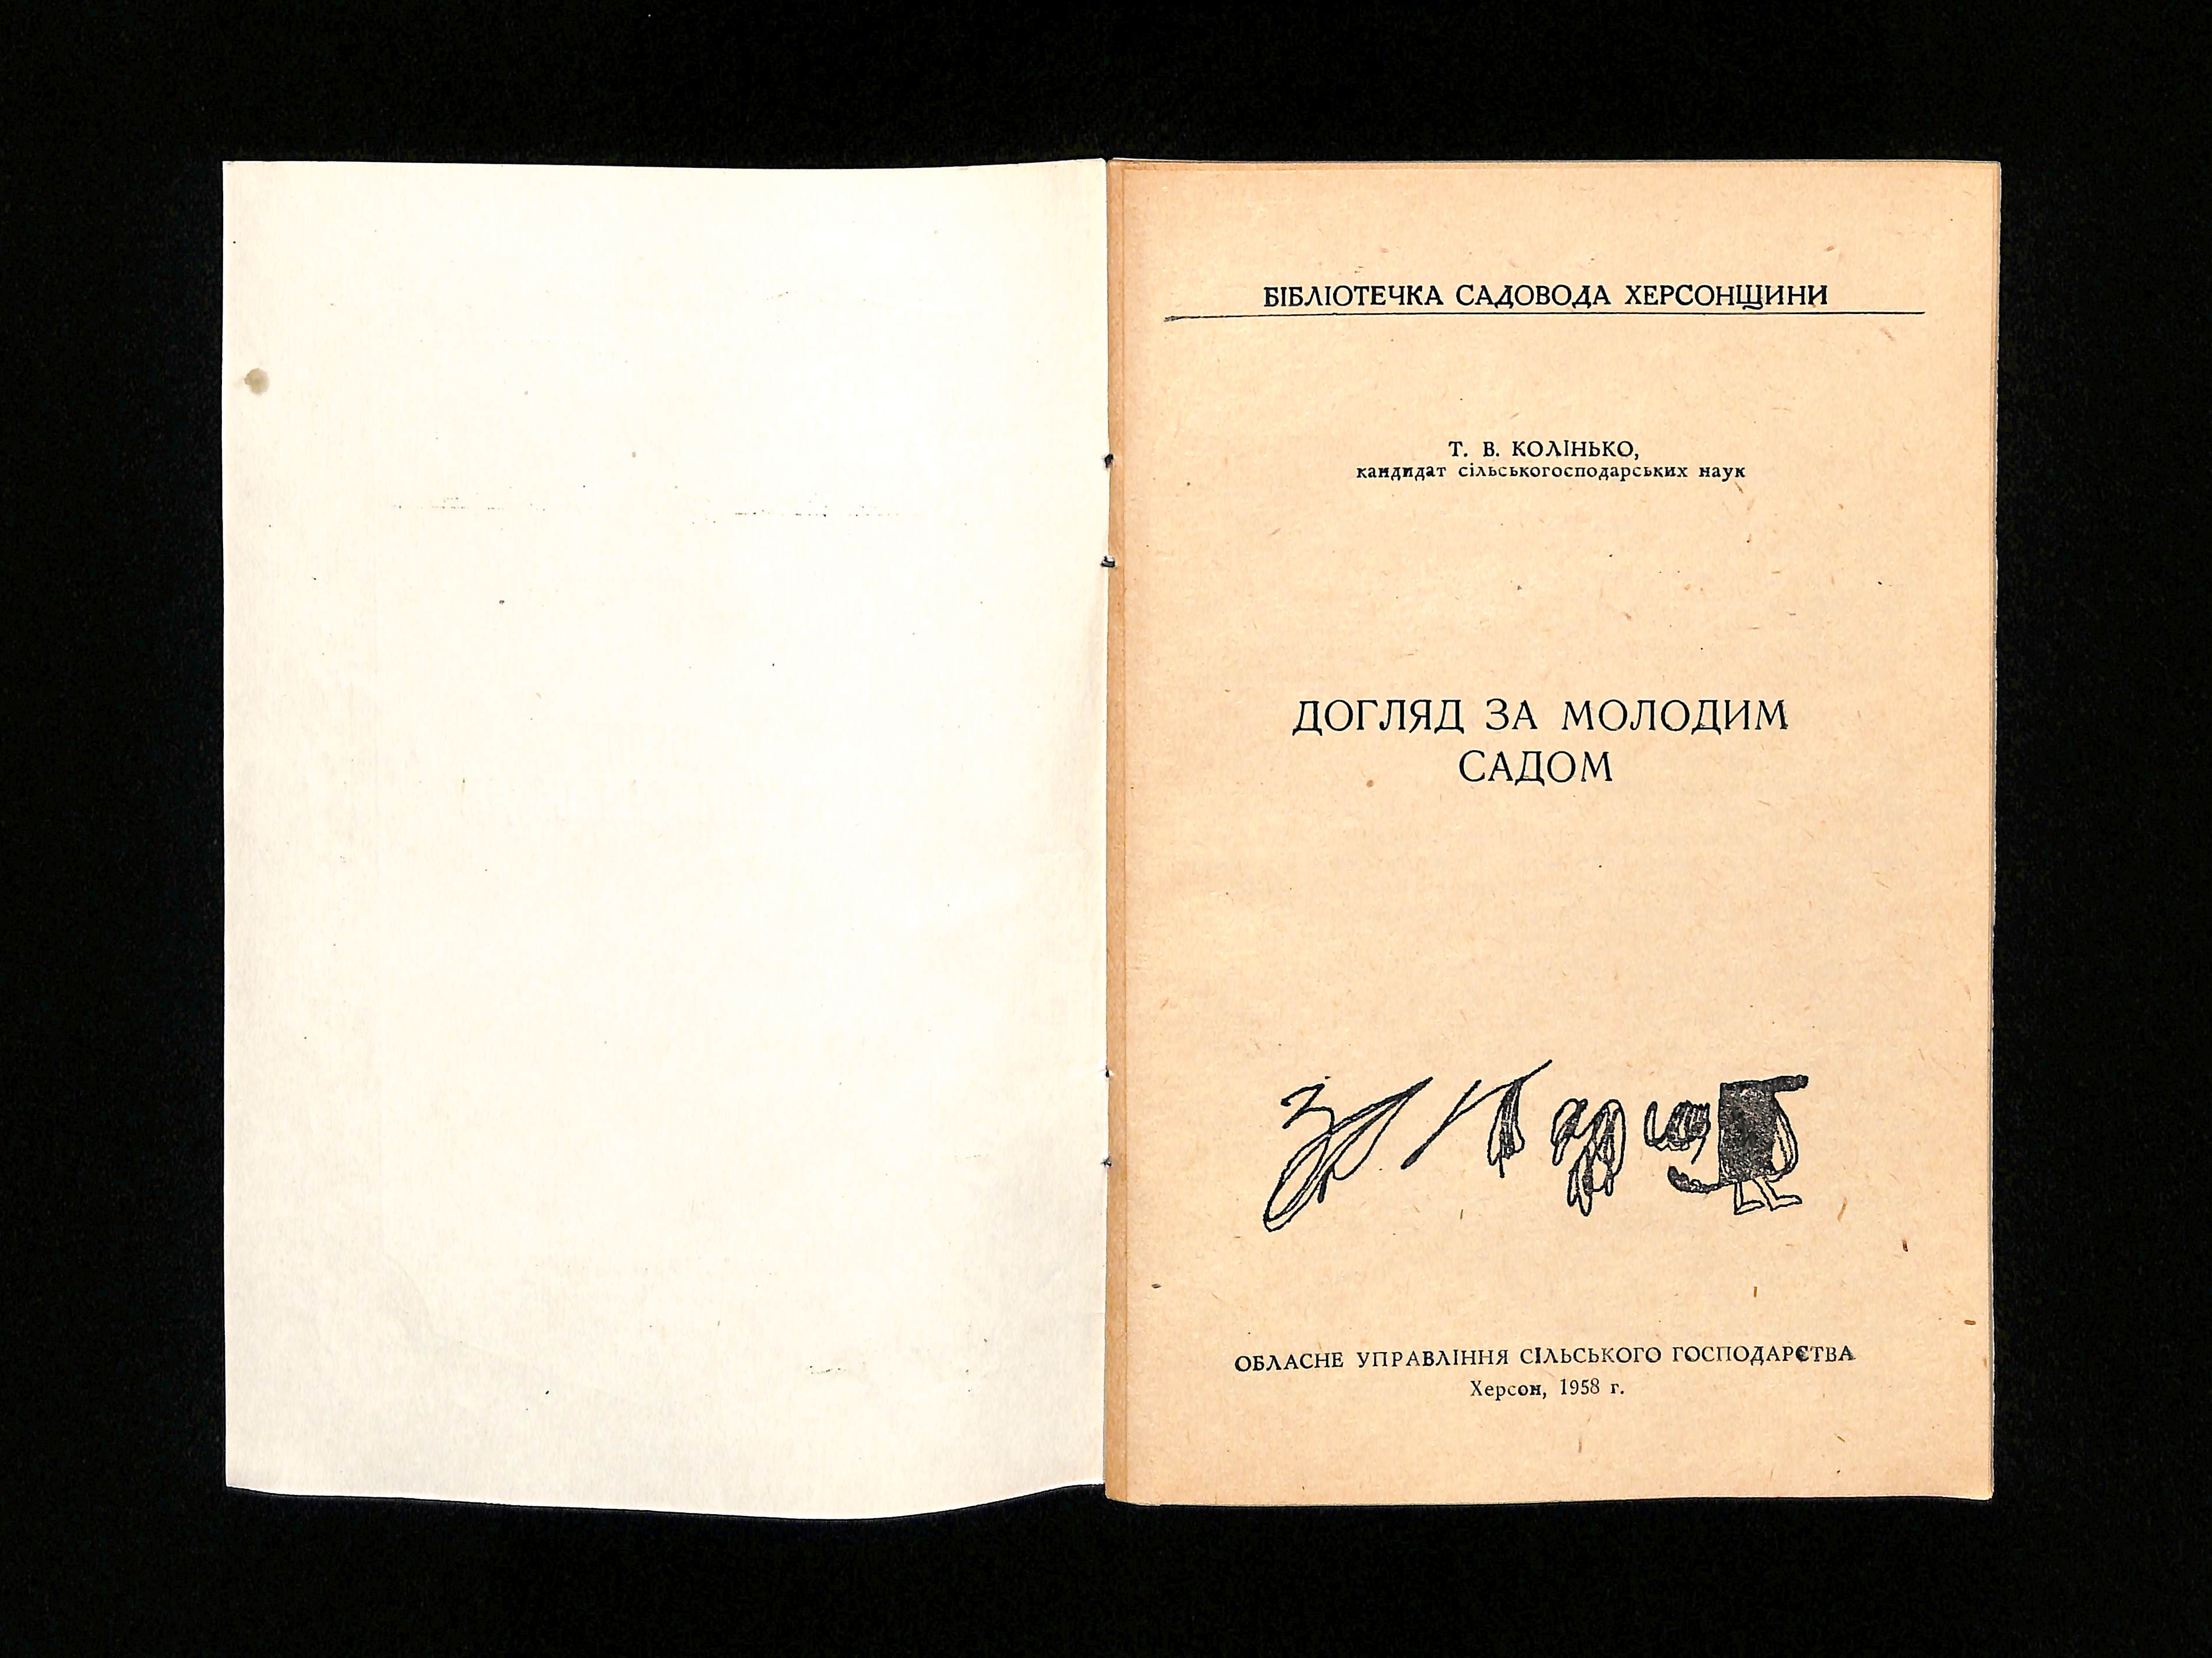 БІБЛІОТЕЧКА САДОВОДА ХЕРСОНЩИНИ
Т. В. КОЛІНЬКО,
кандидат сільськогосподарських наук
ДОГЛЯД ЗА МОЛОДИМ
САДОМ
ОБЛАСНЕ УПРАВЛІННЯ СІЛЬСЬКОГО ГОСПОДАРСТВА
Херсон, 1958 г.